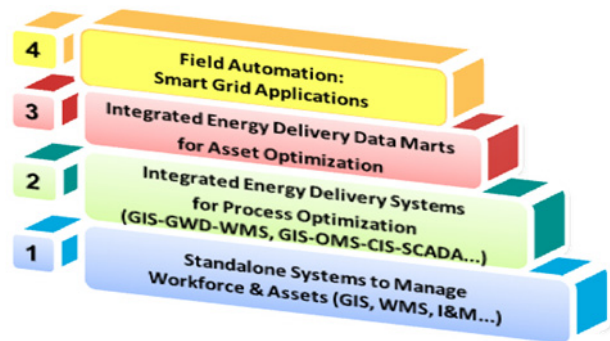 4
Field Automation:
Smart Grid Applications
3
Integrated Energy Delivery Data Marts
for Asset Optimization
2
Integrated Energy Delivery Systems
for Process Optimization
(GIS-GWD-WMS, GIS-OMS-CIS-SCADA...)
1
Standalone Systems to Manage
Workforce & Assets (GIS, WMS, I&M...)